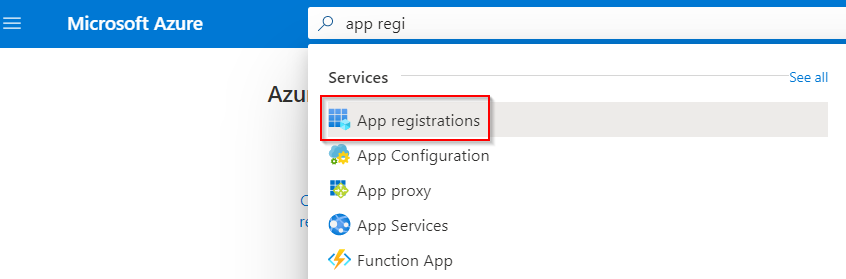 Microsoft Azure
app regi
Services
See all
Azu
App registrations
App Configuration
App proxy
C
App Services
re
Function App